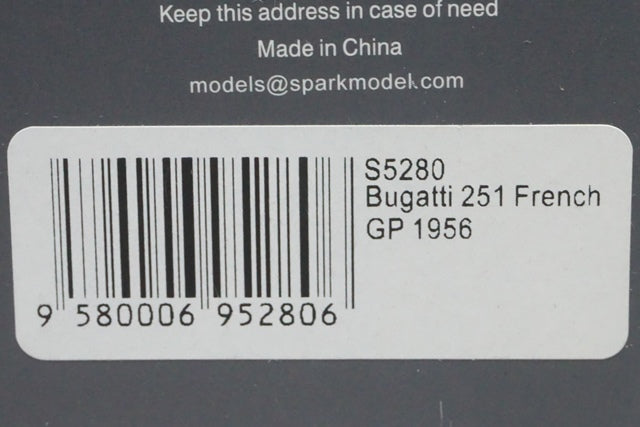 Keep this address in case of need
Made in China
models@sparkmodel.com
S5280
Bugatti 251 French
GP 1956
9 580006 952806